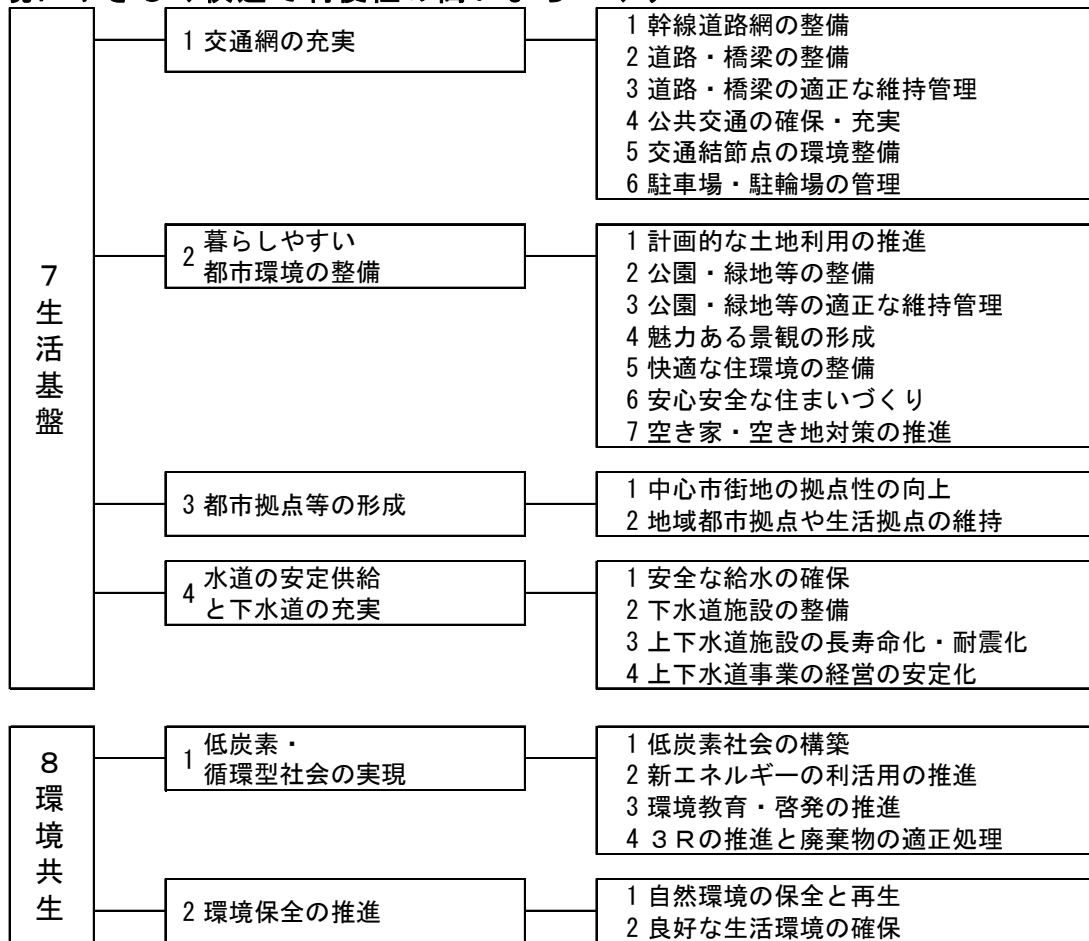 7生活基盤
1 交通網の充実
1 幹線道路網の整備
2 道路・橋梁の整備
3 道路・橋梁の適正な維持管理
4 公共交通の確保・充実
5 交通結節点の環境整備
6 駐車場・駐輪場の管理
2 暮らしやすい
都市環境の整備
1 計画的な土地利用の推進
2 公園・緑地等の整備
3 公園・緑地等の適正な維持管理
4 魅力ある景観の形成
5 快適な住環境の整備
6 安心安全な住まいづくり
7 空き家・空き地対策の推進
3 都市拠点等の形成
1 中心市街地の拠点性の向上
2 地域都市拠点や生活拠点の維持
4 水道の安定供給
と下水道の充実
1 安全な給水の確保
2 下水道施設の整備
3 上下水道施設の長寿命化・耐震化
4 上下水道事業の経営の安定化
8環境共生
1 低炭素・
循環型社会の実現
1 低炭素社会の構築
2 新エネルギーの利活用の推進
3 環境教育・啓発の推進
4 3Rの推進と廃棄物の適正処理
2 環境保全の推進
1 自然環境の保全と再生
2 良好な生活環境の確保